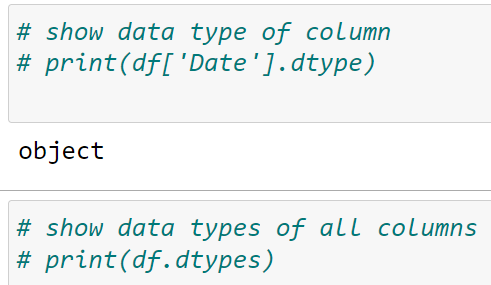 # show data type of column
# print(df['Date'].dtype)
object
# show data types of all columns
# print(df.dtypes)